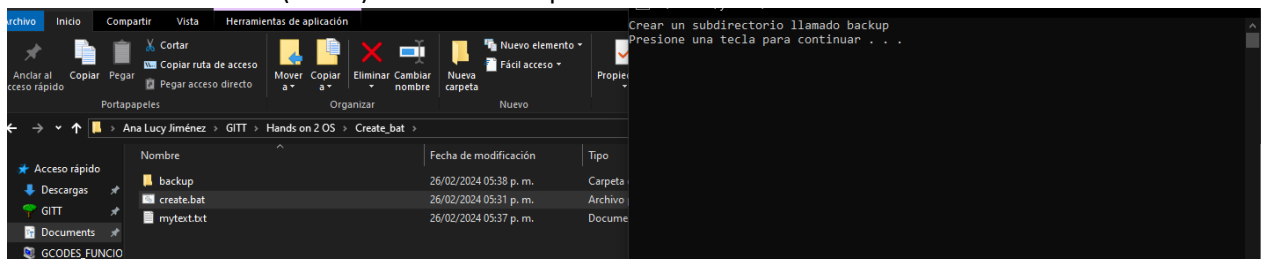 Archivo Inicio Compartir Vista Herramientas de aplicación
Anclar al acceso rápido
Copiar
Pegar
Cortar
Copiar ruta de acceso
Pegar acceso directo
Mover a
Copiar a
Eliminar
Cambiar nombre
Nueva carpeta
Nuevo elemento
Fácil acceso
Portapapeles Organizar Nuevo
Ana Lucy Jiménez > GITT > Hands on 2 OS > Create_bat >
Acceso rápido
Descargas
GITT
Documents
GCODES_FUNCIO
Nombre Fecha de modificación Tipo
backup 26/02/2024 05:38 p. m. Carpeta
create.bat 26/02/2024 05:31 p. m. Archivo
mytext.txt 26/02/2024 05:37 p. m. Docume
Crear un subdirectorio llamado backup
Presione una tecla para continuar . . .